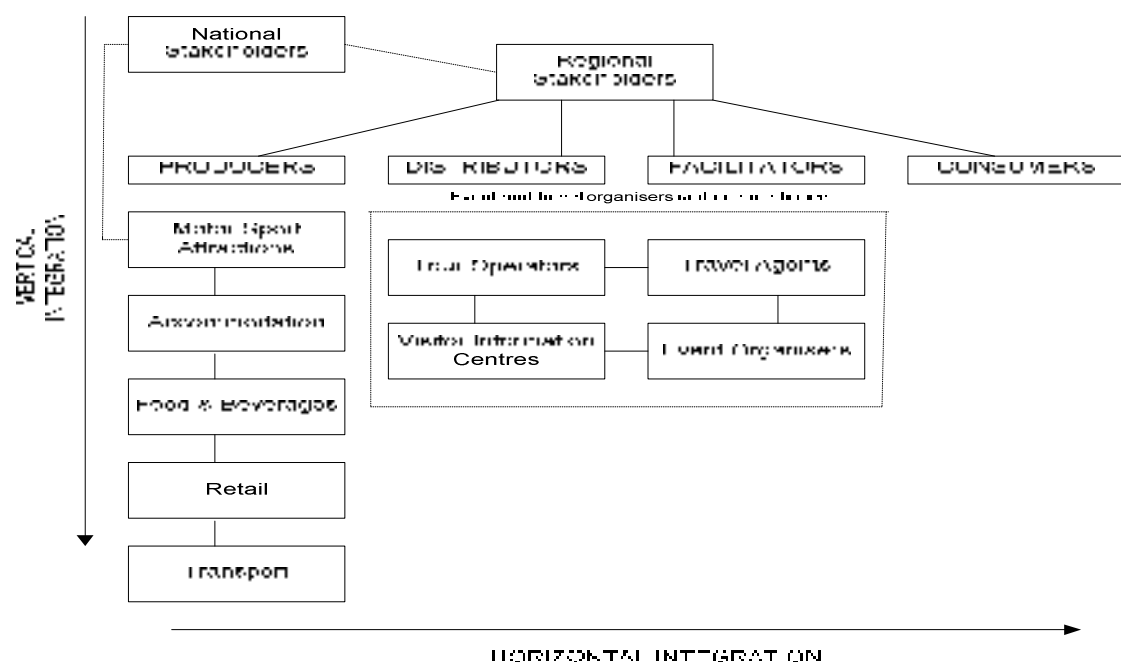 National
Stakeholders
Regional
Stakeholders
PRODUCERS
DISTRIBUTORS
FACILITATORS
CONSUMERS
organisers
Motor Sport
Attractions
Tour Operators
Travel Agents
VERTICAL
INTEGRATION
Accommodation
Visitor Information
Centres
Event Organisers
Food & Beverages
Retail
Transport
HORIZONTAL INTEGRATION